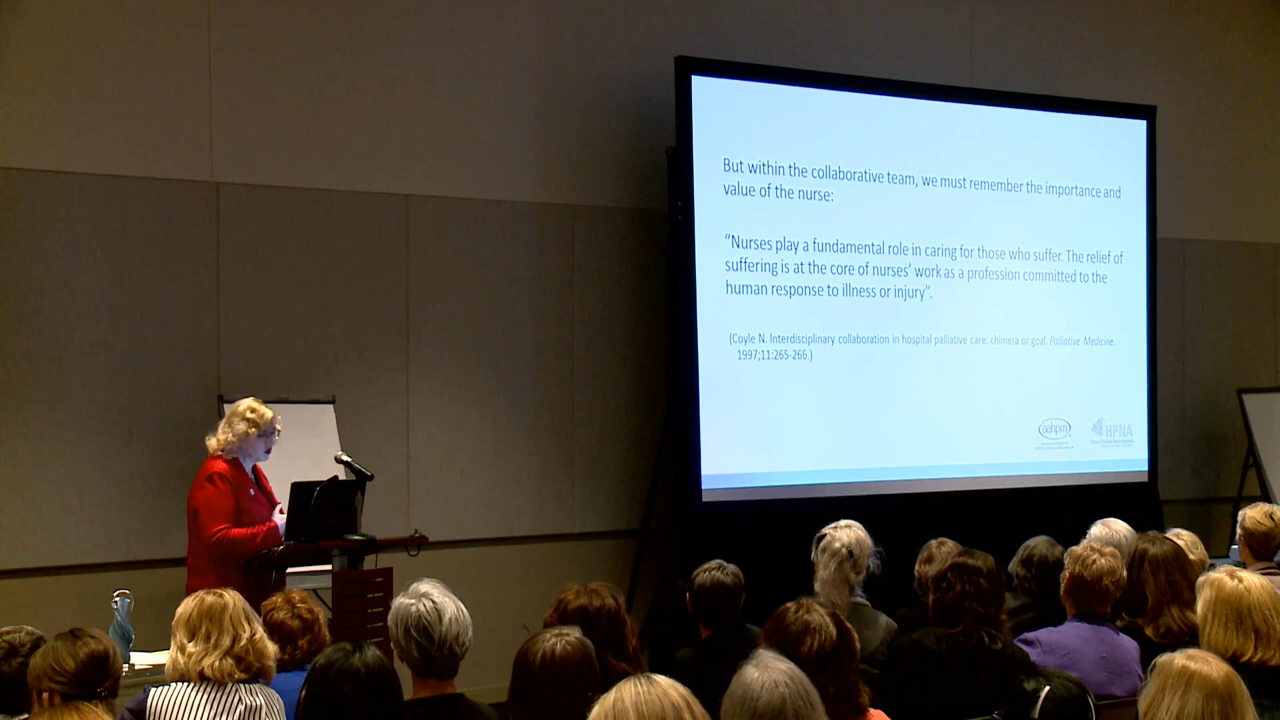 But within the collaborative team, we must remember the importance and
value of the nurse:
“Nurses play a fundamental role in caring for those who suffer. The relief of
suffering is at the core of nurses’ work as a profession committed to the
human response to illness or injury”.
(Coyle N. Interdisciplinary collaboration in hospital palliative care: chimera or goal. Palliative Medicine.
1997;11:265-266.)
aahpm
HPNA